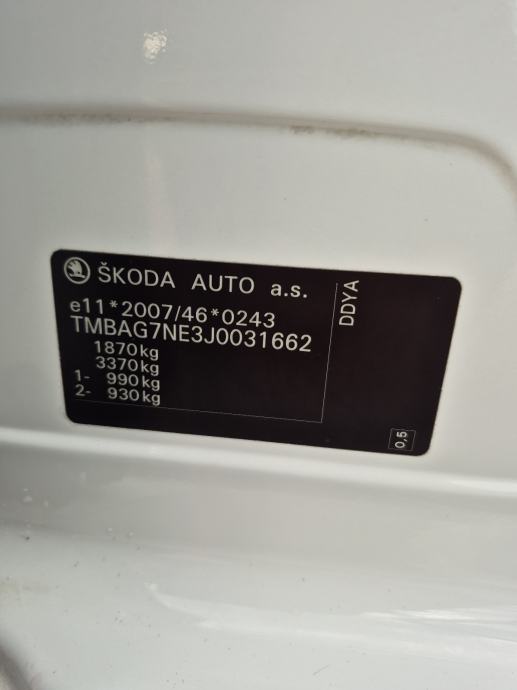 ŠKODA AUTO a.s.
e11*2007/46*0243
TMBAG7NE3J0031662
1870kg
3370kg
1- 990kg
2- 930kg
DDYA
0,5